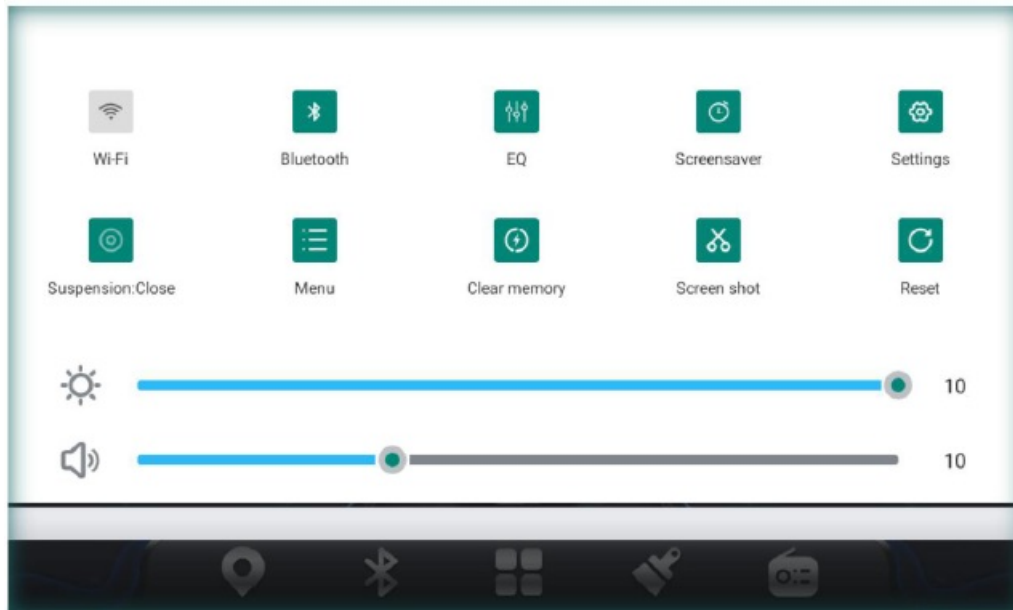 Wi-Fi
Bluetooth
EQ
Screensaver
Settings
Suspension:Close
Menu
Clear memory
Screen shot
Reset
10
10